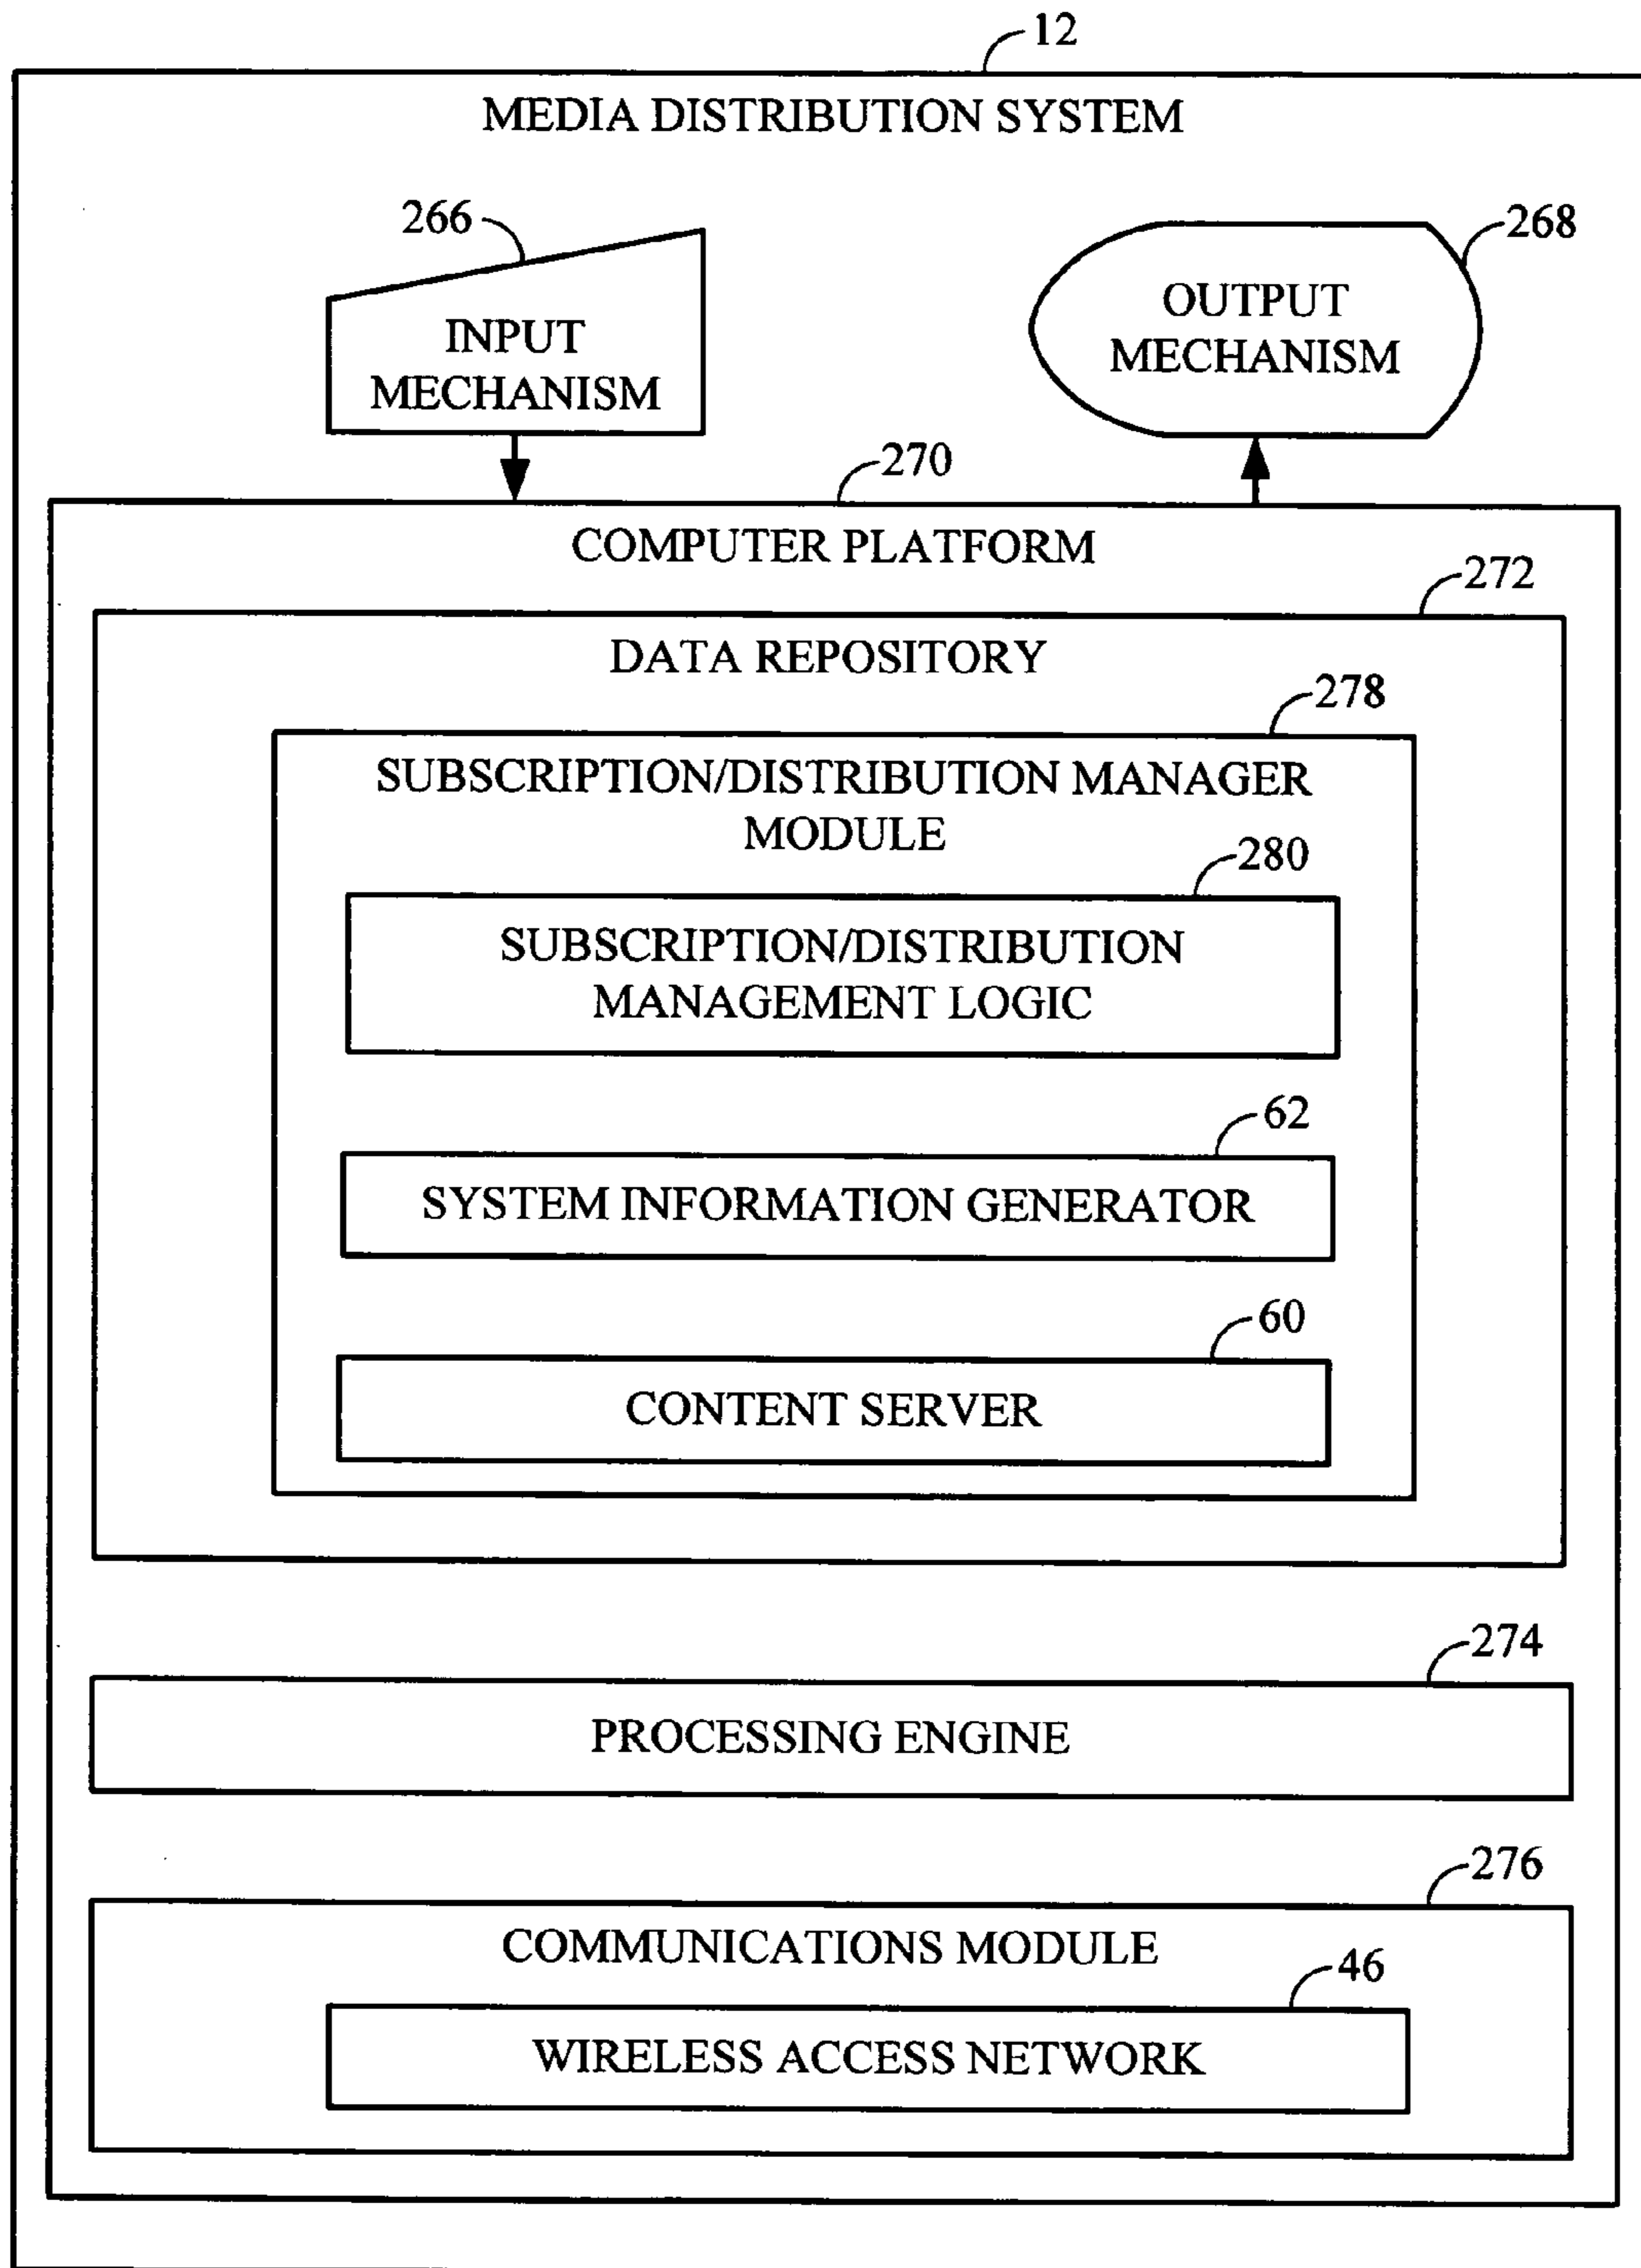 12
MEDIA DISTRIBUTION SYSTEM
266
268
INPUT
MECHANISM
OUTPUT
MECHANISM
270
COMPUTER PLATFORM
272
DATA REPOSITORY
278
SUBSCRIPTION/DISTRIBUTION MANAGER
MODULE
280
SUBSCRIPTION/DISTRIBUTION
MANAGEMENT LOGIC
62
SYSTEM INFORMATION GENERATOR
60
CONTENT SERVER
274
PROCESSING ENGINE
276
COMMUNICATIONS MODULE
46
WIRELESS ACCESS NETWORK